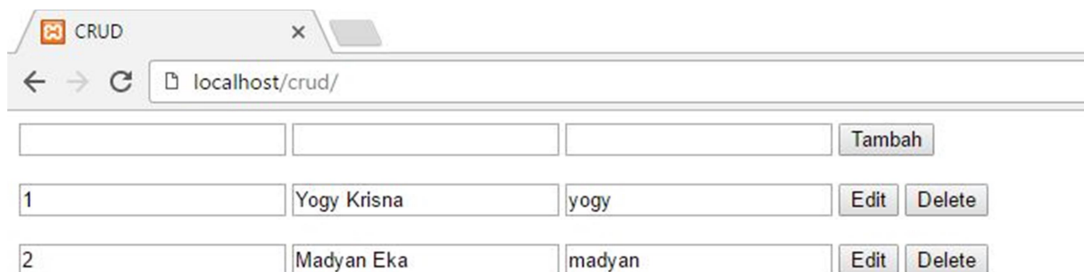 CRUD
localhost/crud/
Tambah
1 Yogy Krisna yogy Edit Delete
2 Madyan Eka madyan Edit Delete